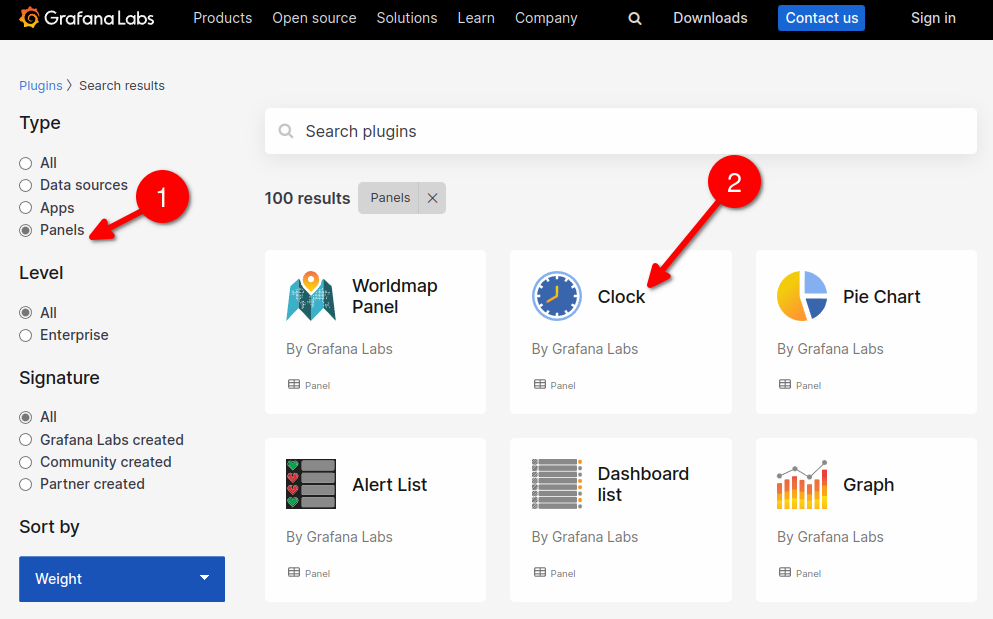 Grafana Labs Products Open source Solutions Learn Company Downloads Contact us Sign in
Plugins Search results
Type
All
Data sources
Apps
Panels
1
Level
All
Enterprise
Signature
All
Grafana Labs created
Community created
Partner created
Sort by
Weight
Search plugins
100 results Panels
2
Worldmap
Panel
By Grafana Labs
Panel
Clock
By Grafana Labs
Panel
Pie Chart
By Grafana Labs
Panel
Alert List
By Grafana Labs
Panel
Dashboard
list
By Grafana Labs
Panel
Graph
By Grafana Labs
Panel